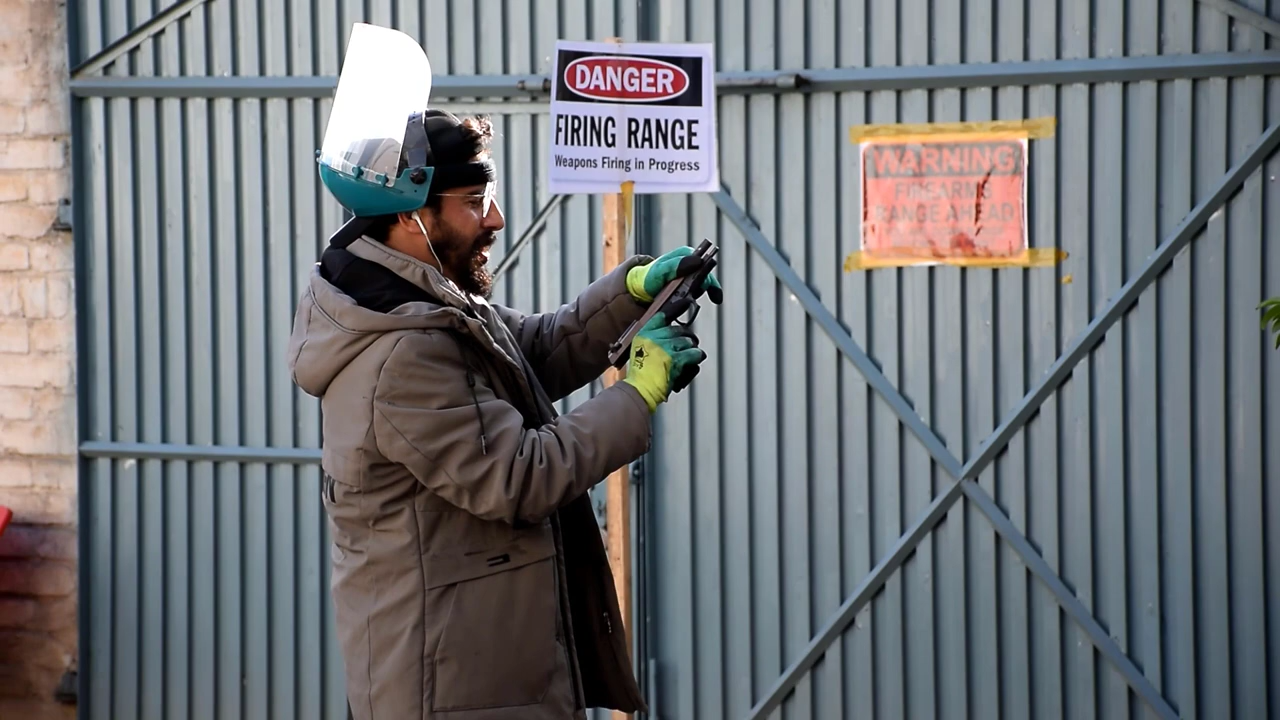 DANGER
FIRING RANGE
Weapons Firing in Progress
WARNING
FIREARMS
RANGE AHEAD